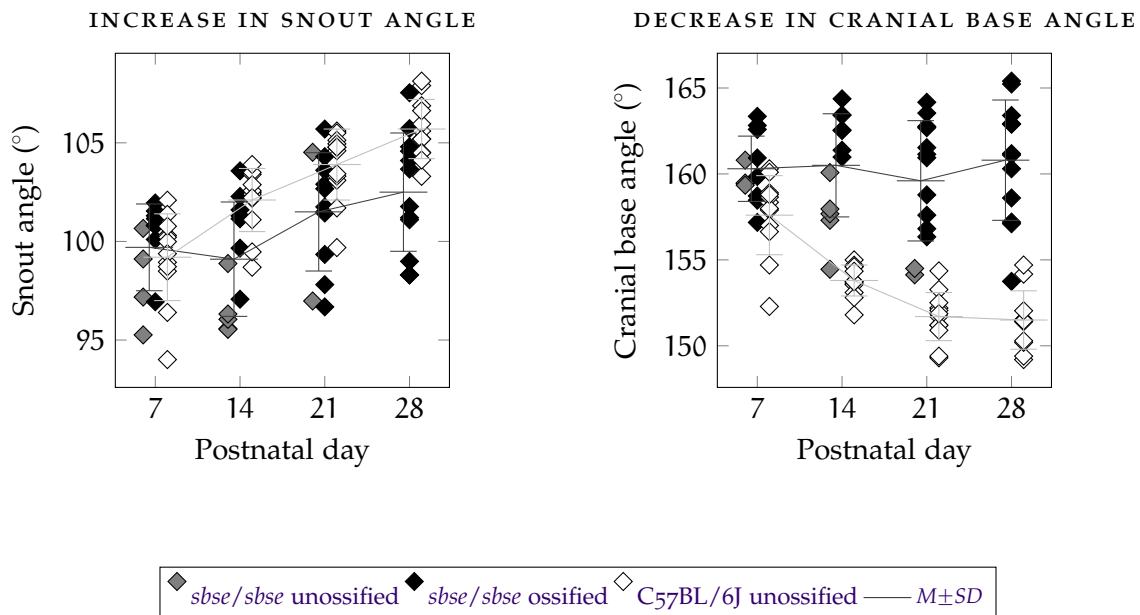 INCREASE IN SNOUT ANGLE
105
100
95
Snout angle (°)
7 14 21 28
Postnatal day
DECREASE IN CRANIAL BASE ANGLE
165
160
155
150
Cranial base angle (°)
7 14 21 28
Postnatal day
sbse/sbse unossified sbse/sbse ossified C57BL/6J unossified M±SD